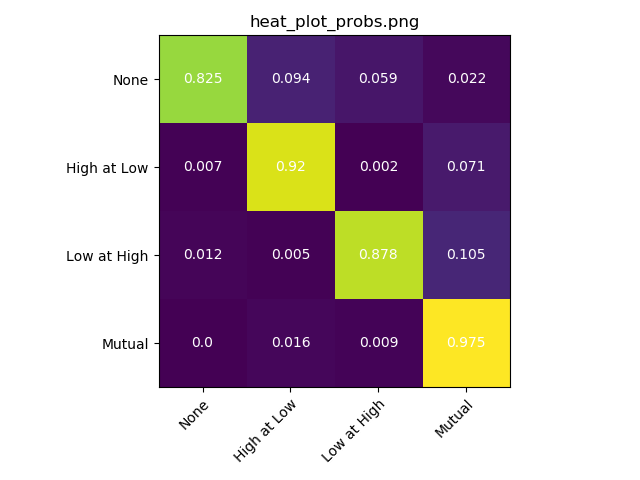 heat_plot_probs.png
None 0.825 0.094 0.059 0.022
High at Low 0.007 0.92 0.002 0.071
Low at High 0.012 0.005 0.878 0.105
Mutual 0.0 0.016 0.009 0.975
None High at Low Low at High Mutual